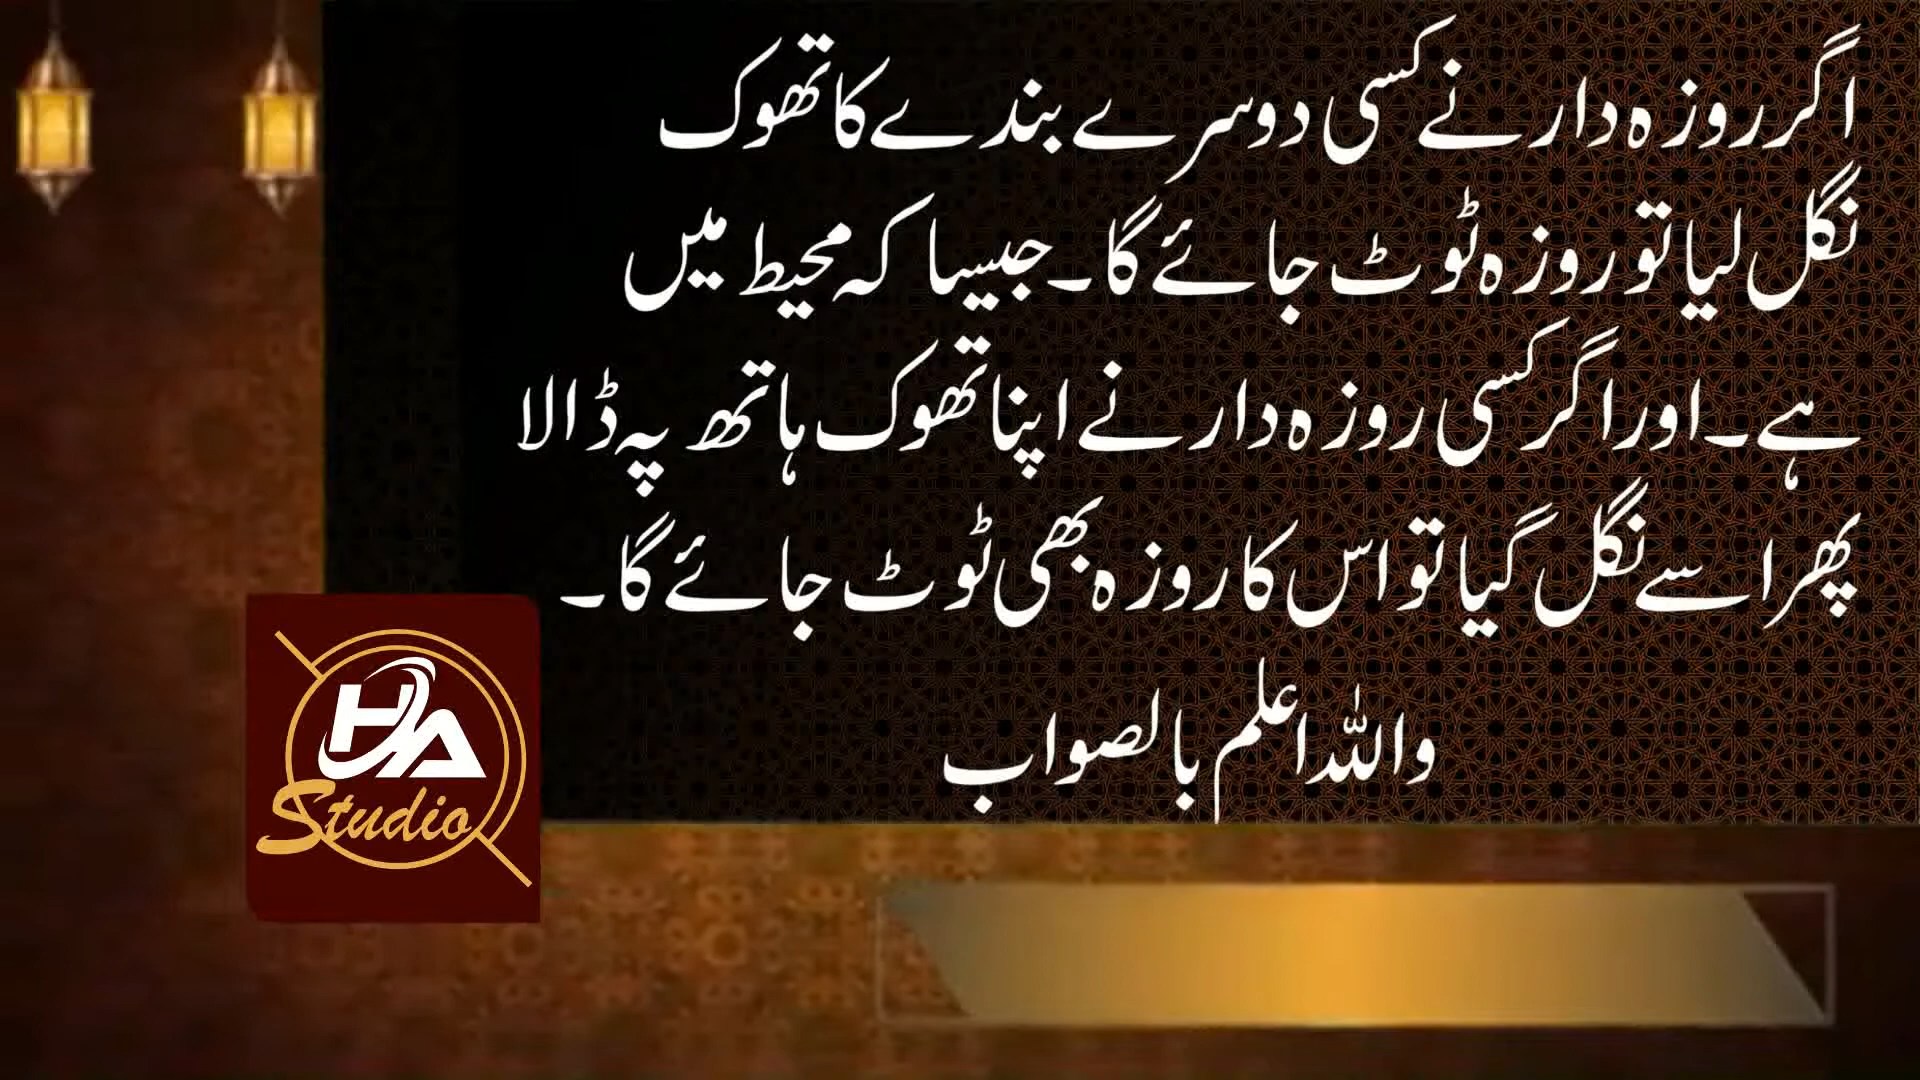 اگر روزہ دار نے کسی دوسرے بندے کا تھوک
نگل لیا تو روزہ ٹوٹ جائے گا۔ جیسا کہ محیط میں
ہے۔ اور اگر کسی روزہ دار نے اپنا تھوک ہاتھ پہ ڈالا
پھر اسے نگل گیا تو اس کا روزہ بھی ٹوٹ جائے گا۔
واللہ اعلم بالصواب
HA
Studio